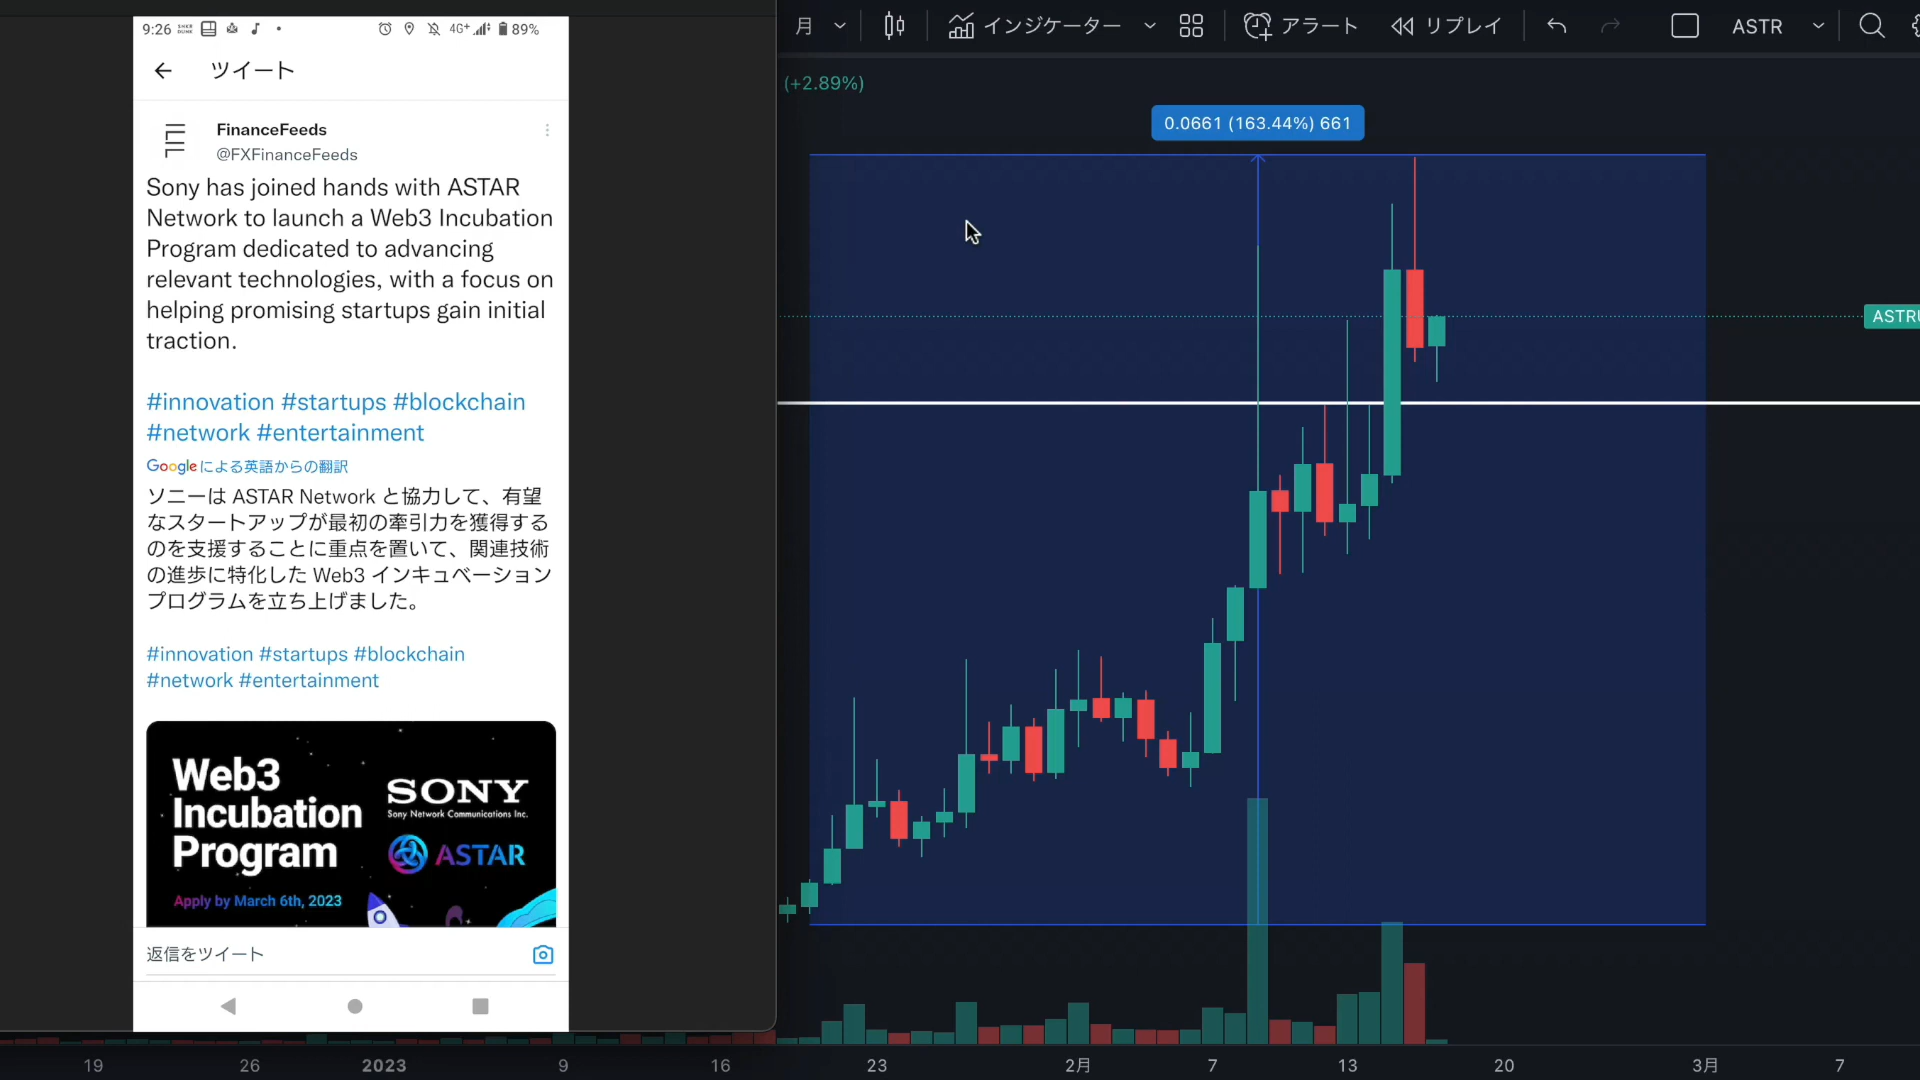 9:26
4G+
89%
ツイート
FinanceFeeds
@FXFinanceFeeds
Sony has joined hands with ASTAR
Network to launch a Web3 Incubation
Program dedicated to advancing
relevant technologies, with a focus on
helping promising startups gain initial
traction.
#innovation #startups #blockchain
#network #entertainment
Googleによる英語からの翻訳
ソニーは ASTAR Network と協力して、有望
なスタートアップが最初の牽引力を獲得する
のを支援することに重点を置いて、関連技術
の進歩に特化した Web3 インキュベーション
プログラムを立ち上げました。
#innovation #startups #blockchain
#network #entertainment
Web3
Incubation
Program
Apply by March 6th, 2023
SONY
Sony Network Communications Inc.
ASTAR
返信をツイート
月
インジケーター
アラート
リプレイ
ASTR
(+2.89%)
0.0661 (163.44%) 661
ASTRU
19 26 2023 9 16 23 2月 7 13 20 3月 7